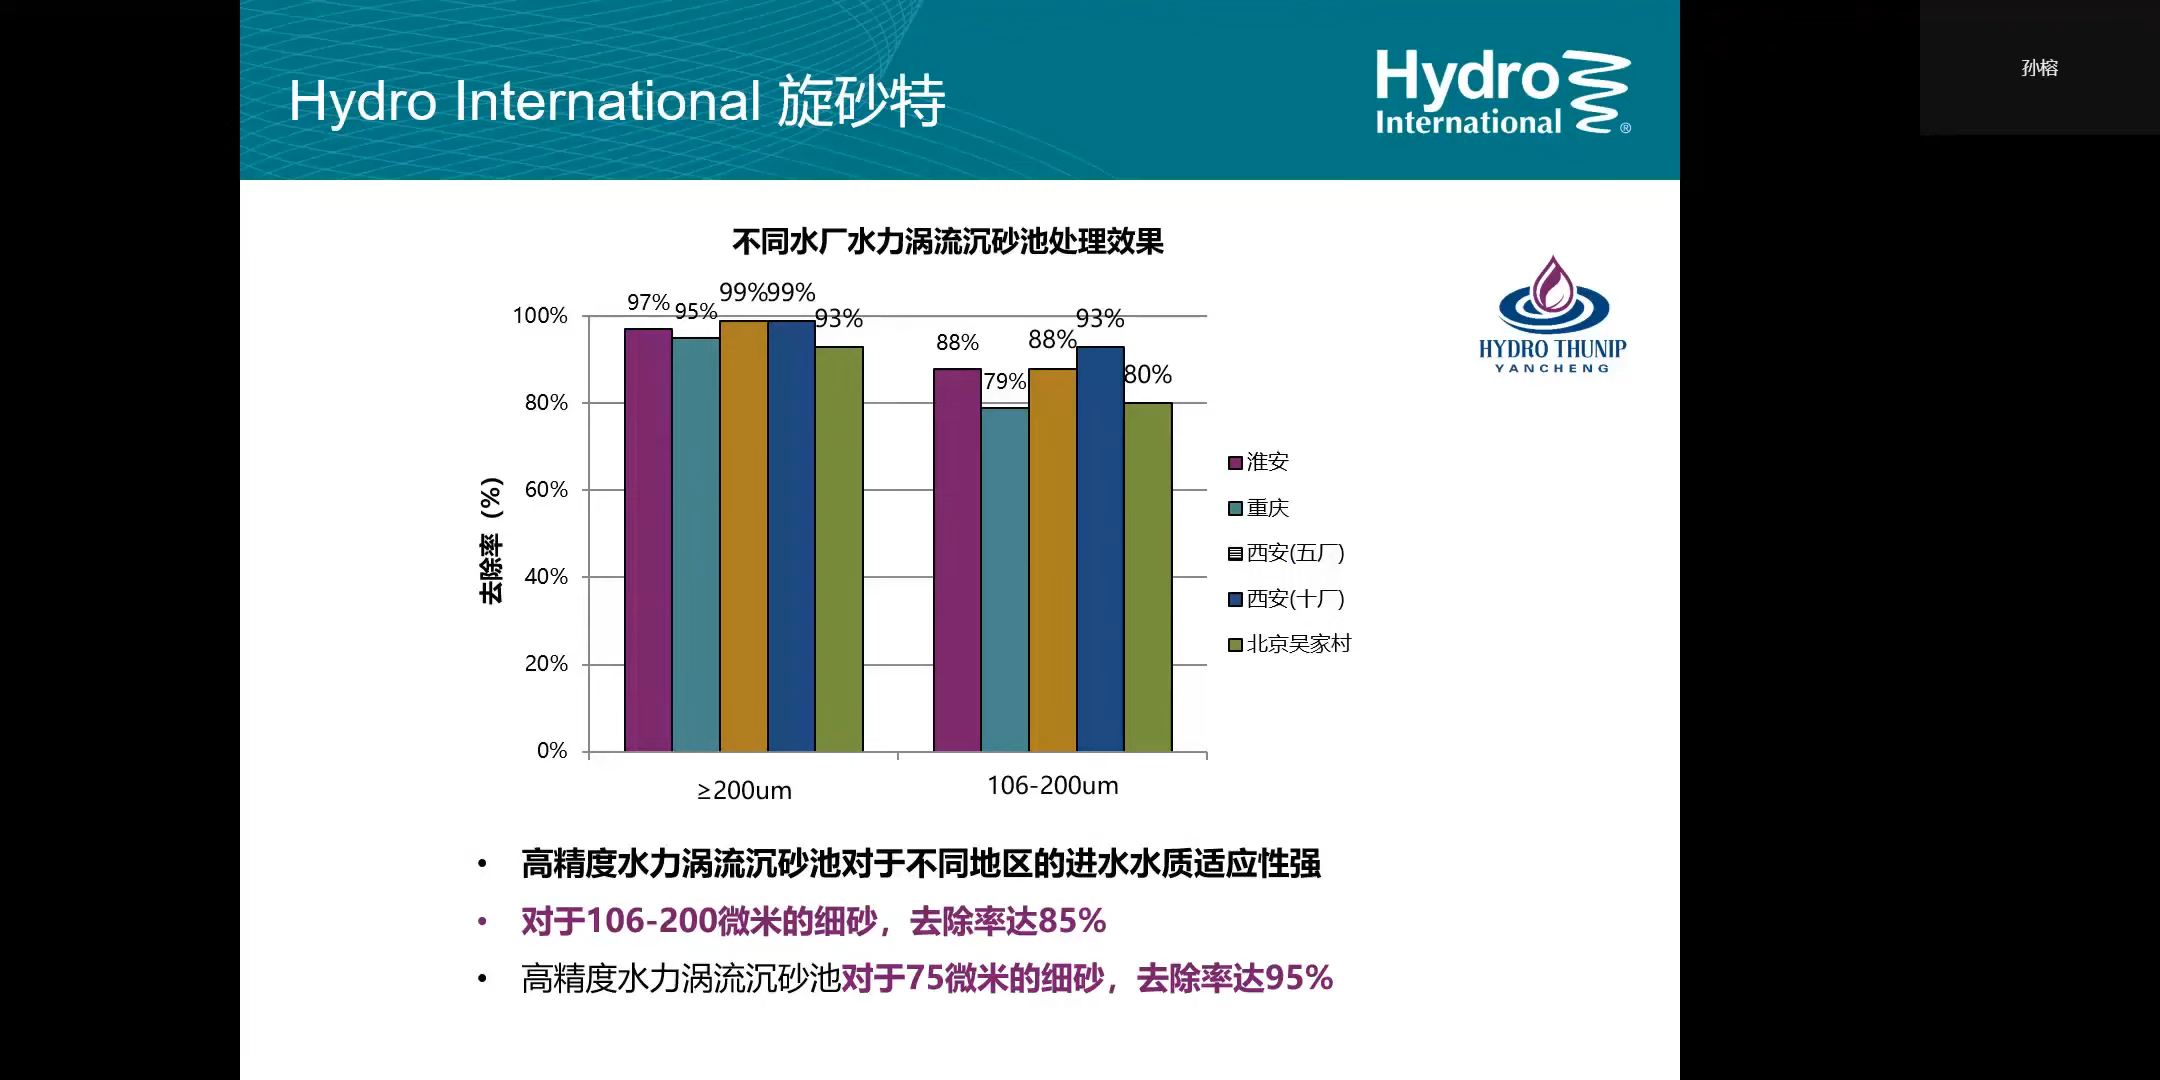 Hydro International 旋砂特
Hydro
International ®
孙榕
不同水厂水力涡流沉砂池处理效果
HYDRO THUNIP
YANCHENG
去除率（%）
100%
80%
60%
40%
20%
0%
97%
95%
99%
99%
93%
88%
79%
88%
93%
80%
≥200um
106-200um
淮安
重庆
西安(五厂)
西安(十厂)
北京吴家村
• 高精度水力涡流沉砂池对于不同地区的进水水质适应性强
• 对于106-200微米的细砂，去除率达85%
• 高精度水力涡流沉砂池对于75微米的细砂，去除率达95%